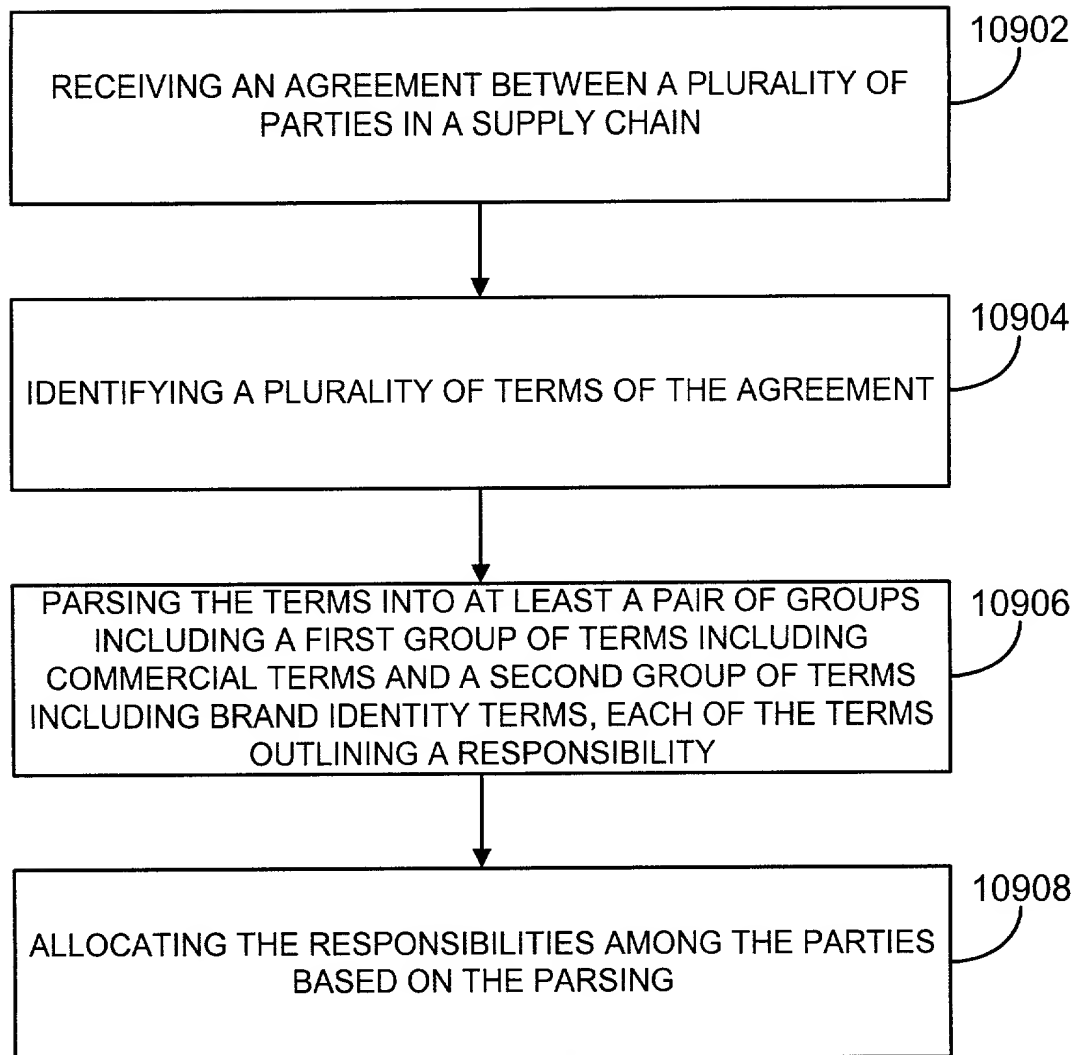 10902
RECEIVING AN AGREEMENT BETWEEN A PLURALITY OF
PARTIES IN A SUPPLY CHAIN
10904
IDENTIFYING A PLURALITY OF TERMS OF THE AGREEMENT
10906
PARSING THE TERMS INTO AT LEAST A PAIR OF GROUPS
INCLUDING A FIRST GROUP OF TERMS INCLUDING
COMMERCIAL TERMS AND A SECOND GROUP OF TERMS
INCLUDING BRAND IDENTITY TERMS, EACH OF THE TERMS
OUTLINING A RESPONSIBILITY
10908
ALLOCATING THE RESPONSIBILITIES AMONG THE PARTIES
BASED ON THE PARSING